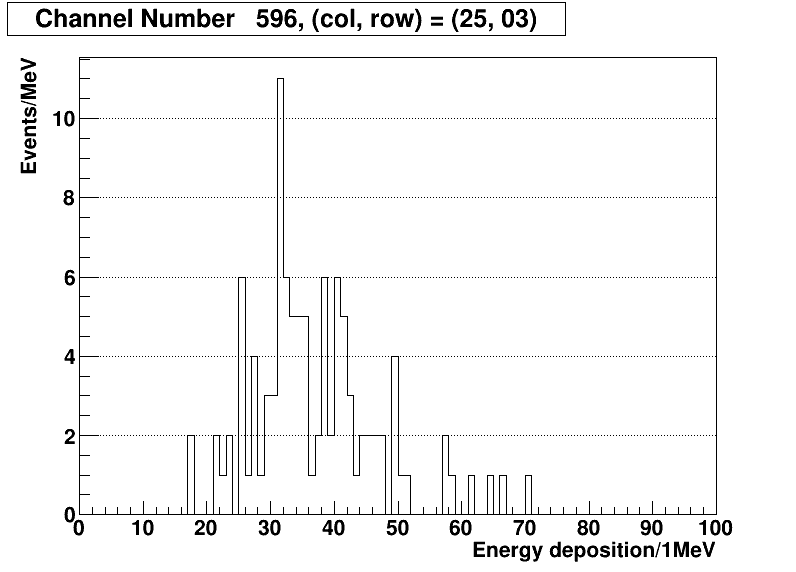 Channel Number   596, (col, row) = (25, 03)
Events/MeV
10
8
6
4
2
0
0 10 20 30 40 50 60 70 80 90 100
Energy deposition/1MeV